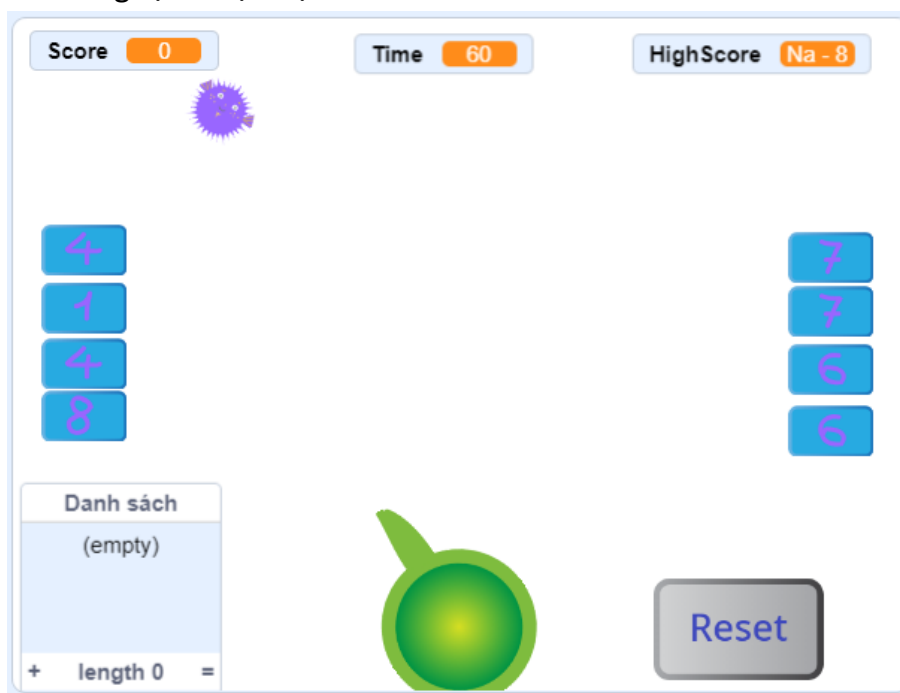 Score 0
Time 60
HighScore Na - 8
4
1
4
8
7
7
6
6
Danh sách
(empty)
+ length 0 =
Reset